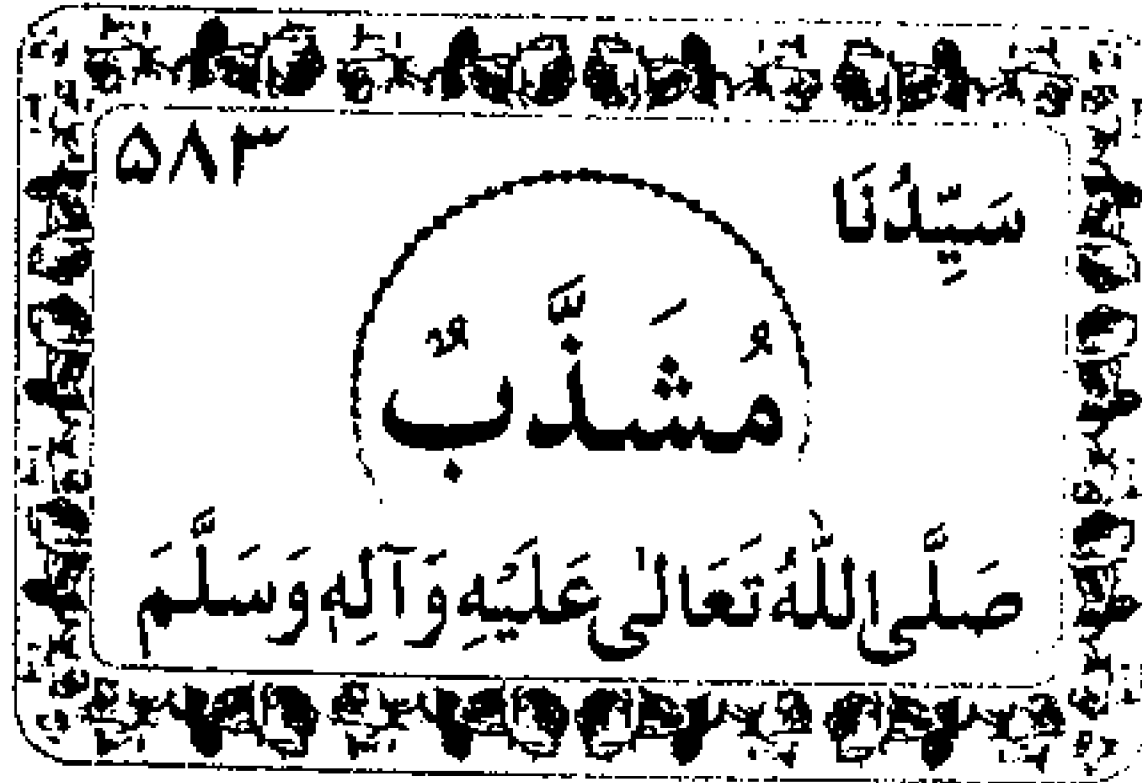 ۵۸۳
سَيِّدُنَا
مُشَذَّبٌ
صَلَّى اللّٰهُ تَعَالٰى عَلَيْهِ وَآلِهٖ وَسَلَّمَ